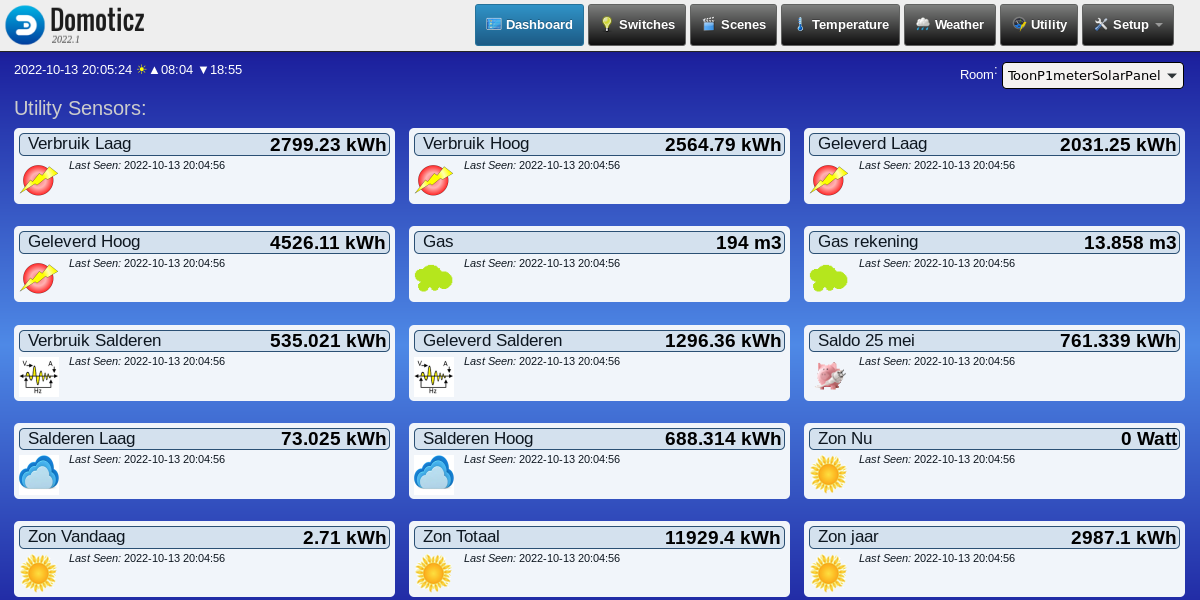 Domoticz
2022.1
Dashboard Switches Scenes Temperature Weather Utility Setup
2022-10-13 20:05:24 ☀▲08:04 ▼18:55
Room: ToonP1meterSolarPanel
Utility Sensors:
Verbruik Laag 2799.23 kWh
Last Seen: 2022-10-13 20:04:56
Verbruik Hoog 2564.79 kWh
Last Seen: 2022-10-13 20:04:56
Geleverd Laag 2031.25 kWh
Last Seen: 2022-10-13 20:04:56
Geleverd Hoog 4526.11 kWh
Last Seen: 2022-10-13 20:04:56
Gas 194 m3
Last Seen: 2022-10-13 20:04:56
Gas rekening 13.858 m3
Last Seen: 2022-10-13 20:04:56
Verbruik Salderen 535.021 kWh
Last Seen: 2022-10-13 20:04:56
V A
Hz
Geleverd Salderen 1296.36 kWh
Last Seen: 2022-10-13 20:04:56
V A
Hz
Saldo 25 mei 761.339 kWh
Last Seen: 2022-10-13 20:04:56
Salderen Laag 73.025 kWh
Last Seen: 2022-10-13 20:04:56
Salderen Hoog 688.314 kWh
Last Seen: 2022-10-13 20:04:56
Zon Nu 0 Watt
Last Seen: 2022-10-13 20:04:56
Zon Vandaag 2.71 kWh
Last Seen: 2022-10-13 20:04:56
Zon Totaal 11929.4 kWh
Last Seen: 2022-10-13 20:04:56
Zon jaar 2987.1 kWh
Last Seen: 2022-10-13 20:04:56